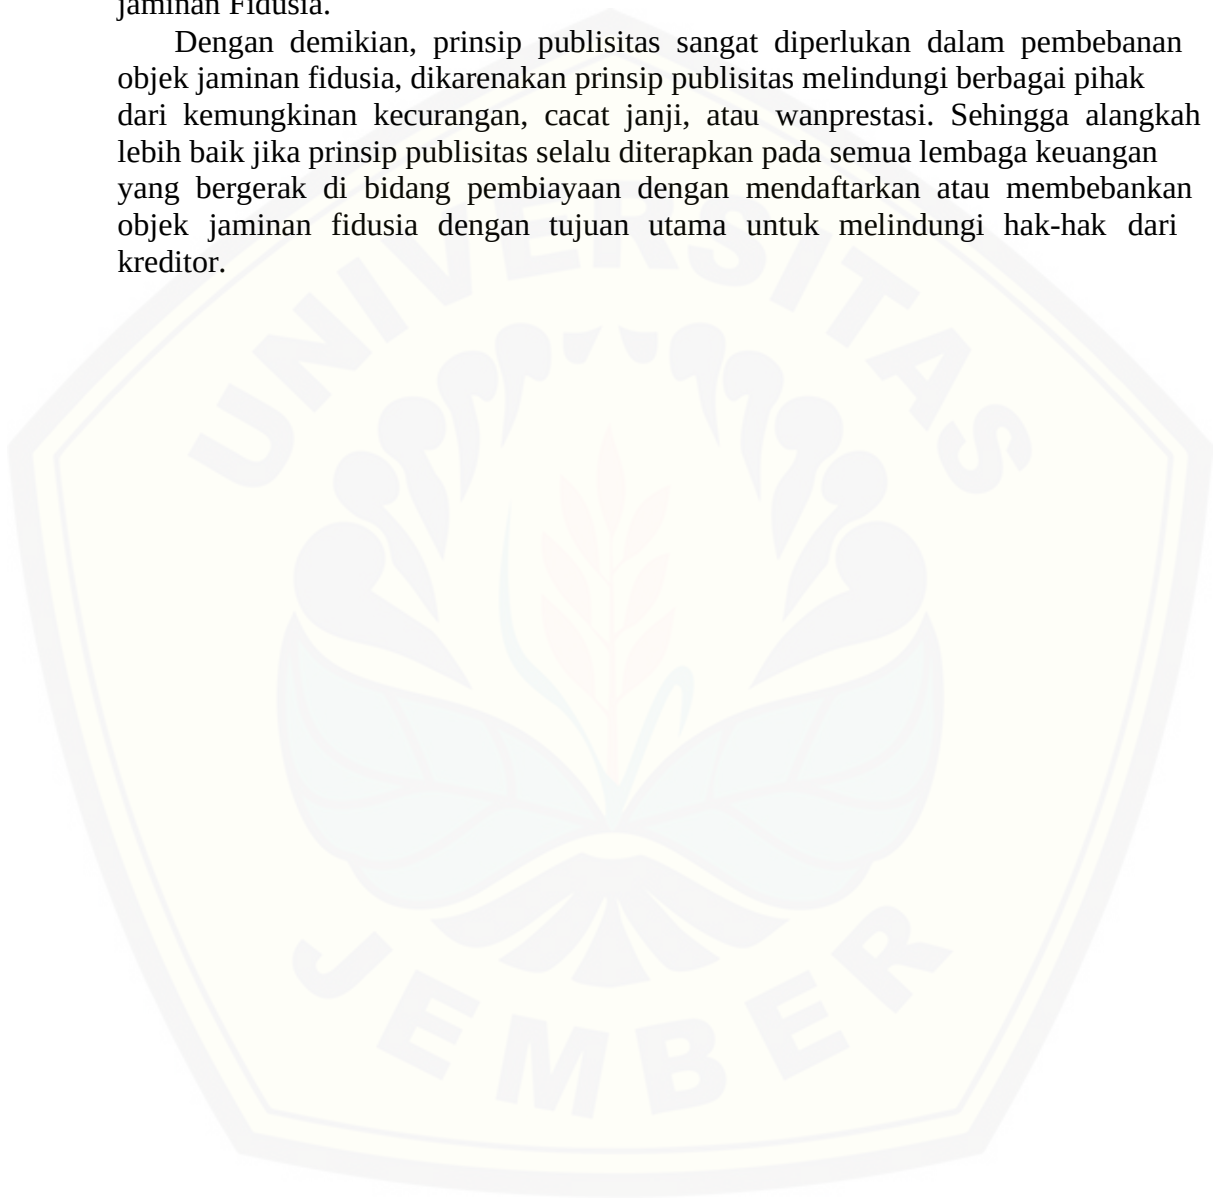 jaminan Fidusia.
Dengan demikian, prinsip publisitas sangat diperlukan dalam pembebanan
objek jaminan fidusia, dikarenakan prinsip publisitas melindungi berbagai pihak
dari kemungkinan kecurangan, cacat janji, atau wanprestasi. Sehingga alangkah
lebih baik jika prinsip publisitas selalu diterapkan pada semua lembaga keuangan
yang bergerak di bidang pembiayaan dengan mendaftarkan atau membebankan
objek jaminan fidusia dengan tujuan utama untuk melindungi hak-hak dari
kreditor.
UNIVERSITAS
JEMBER